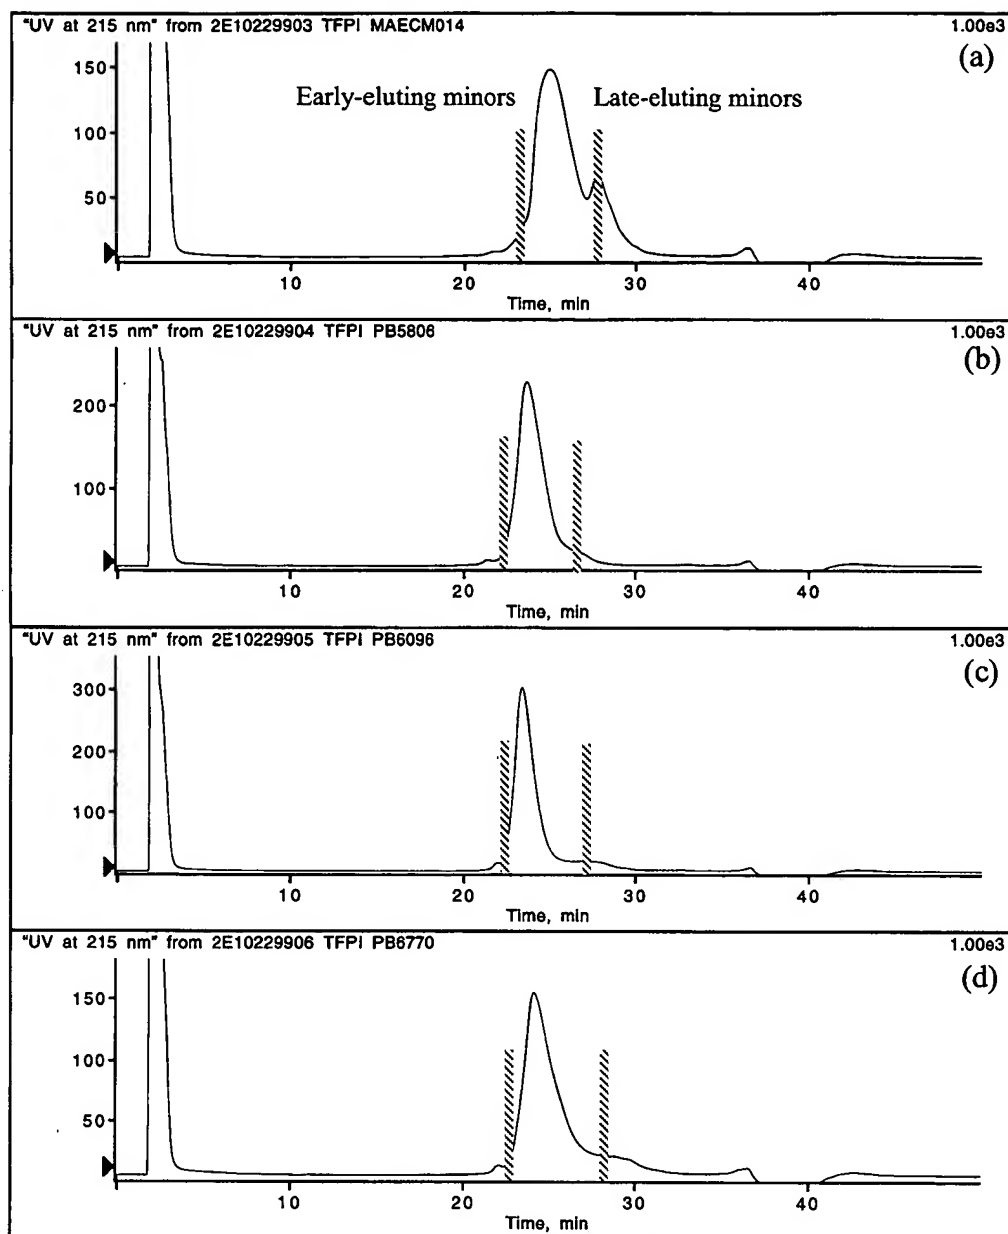 "UV at 215 nm" from 2E10229903 TFPI MAECM014 1.00e3
(a)
150
Early-eluting minors Late-eluting minors
100
50
10 20 30 40
Time, min
"UV at 215 nm" from 2E10229904 TFPI PB5806 1.00e3
(b)
200
100
10 20 30 40
Time, min
"UV at 215 nm" from 2E10229905 TFPI PB6096 1.00e3
(c)
300
200
100
10 20 30 40
Time, min
"UV at 215 nm" from 2E10229906 TFPI PB6770 1.00e3
(d)
150
100
50
10 20 30 40
Time, min